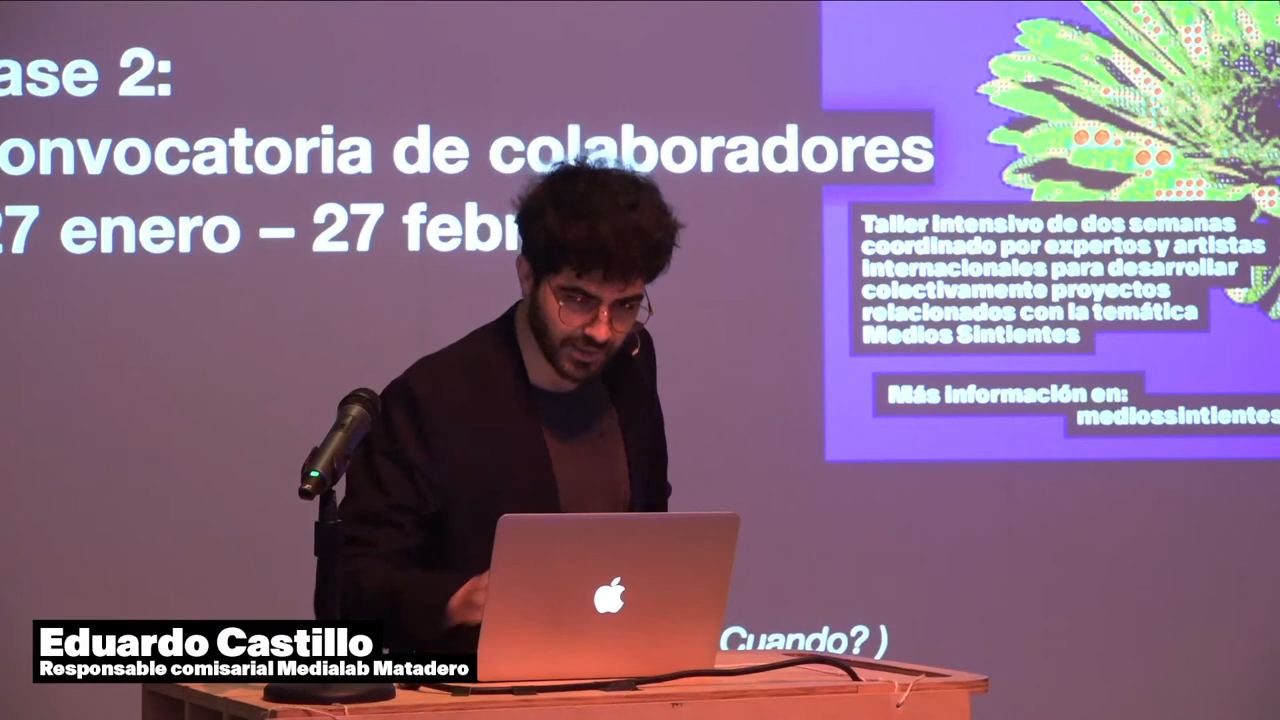 ase 2:
onvocatoria de colaboradores
27 enero – 27 febr
Taller intensivo de dos semanas
coordinado por expertos y artistas
internacionales para desarrollar
colectivamente proyectos
relacionados con la temática
Medios Sintientes
Más información en:
mediossintientes
Cuando? )
Eduardo Castillo
Responsable comisarial Medialab Matadero